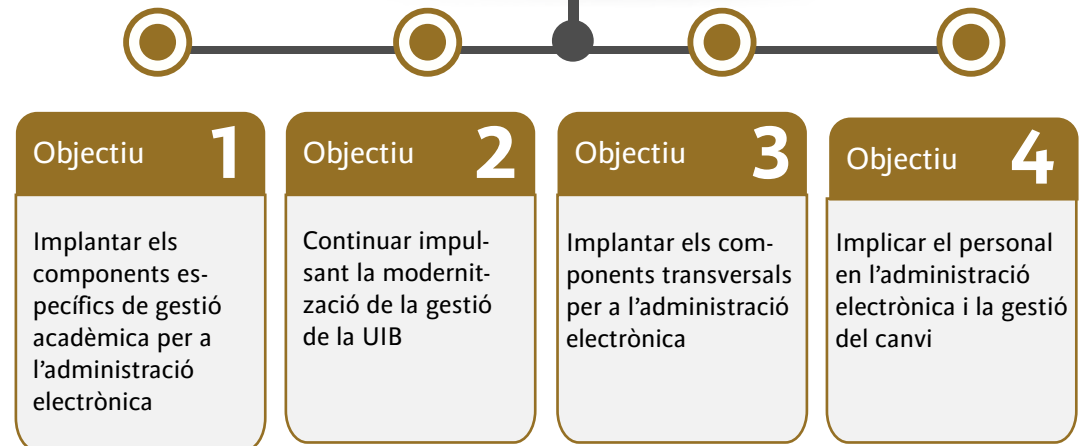 Objectiu 1
Implantar els
components es-
pecífics de gestió
acadèmica per a
l'administració
electrònica
Objectiu 2
Continuar impul-
sant la modernit-
zació de la gestió
de la UIB
Objectiu 3
Implantar els com-
ponents transversals
per a l'administració
electrònica
Objectiu 4
Implicar el personal
en l'administració
electrònica i la gestió
del canvi